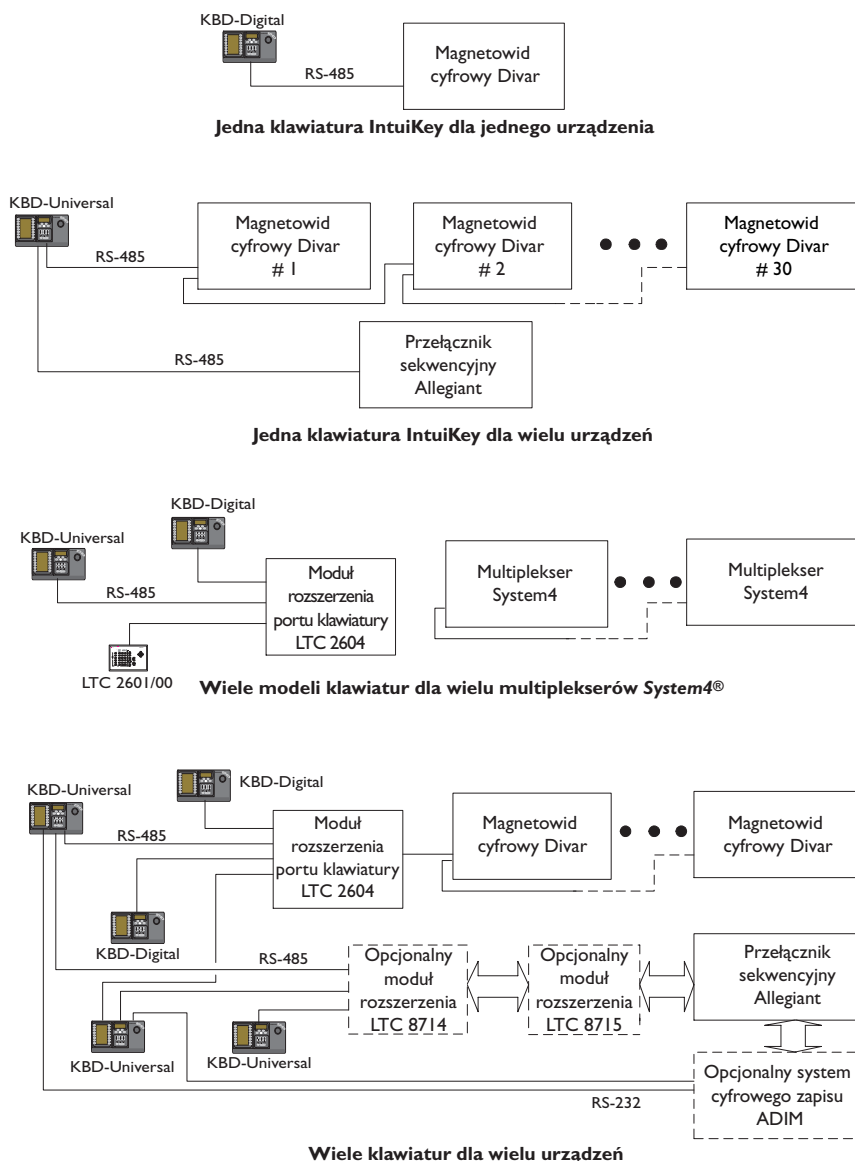 KBD-Digital
RS-485
Magnetowid
cyfrowy Divar
Jedna klawiatura IntuiKey dla jednego urządzenia
KBD-Universal
RS-485
Magnetowid
cyfrowy Divar
# 1
Magnetowid
cyfrowy Divar
# 2
Magnetowid
cyfrowy Divar
# 30
RS-485
Przełącznik
sekwencyjny
Allegiant
Jedna klawiatura IntuiKey dla wielu urządzeń
KBD-Digital
KBD-Universal
RS-485
LTC 2601/00
Moduł
rozszerzenia
portu klawiatury
LTC 2604
Multiplekser
System4
Multiplekser
System4
Wiele modeli klawiatur dla wielu multiplekserów System4®
KBD-Universal
KBD-Digital
RS-485
Moduł
rozszerzenia
portu klawiatury
LTC 2604
Magnetowid
cyfrowy Divar
Magnetowid
cyfrowy Divar
KBD-Digital
RS-485
Opcjonalny
moduł
rozszerzenia
LTC 8714
Opcjonalny
moduł
rozszerzenia
LTC 8715
Przełącznik
sekwencyjny
Allegiant
KBD-Universal
KBD-Universal
RS-232
Opcjonalny system
cyfrowego zapisu
ADIM
Wiele klawiatur dla wielu urządzeń